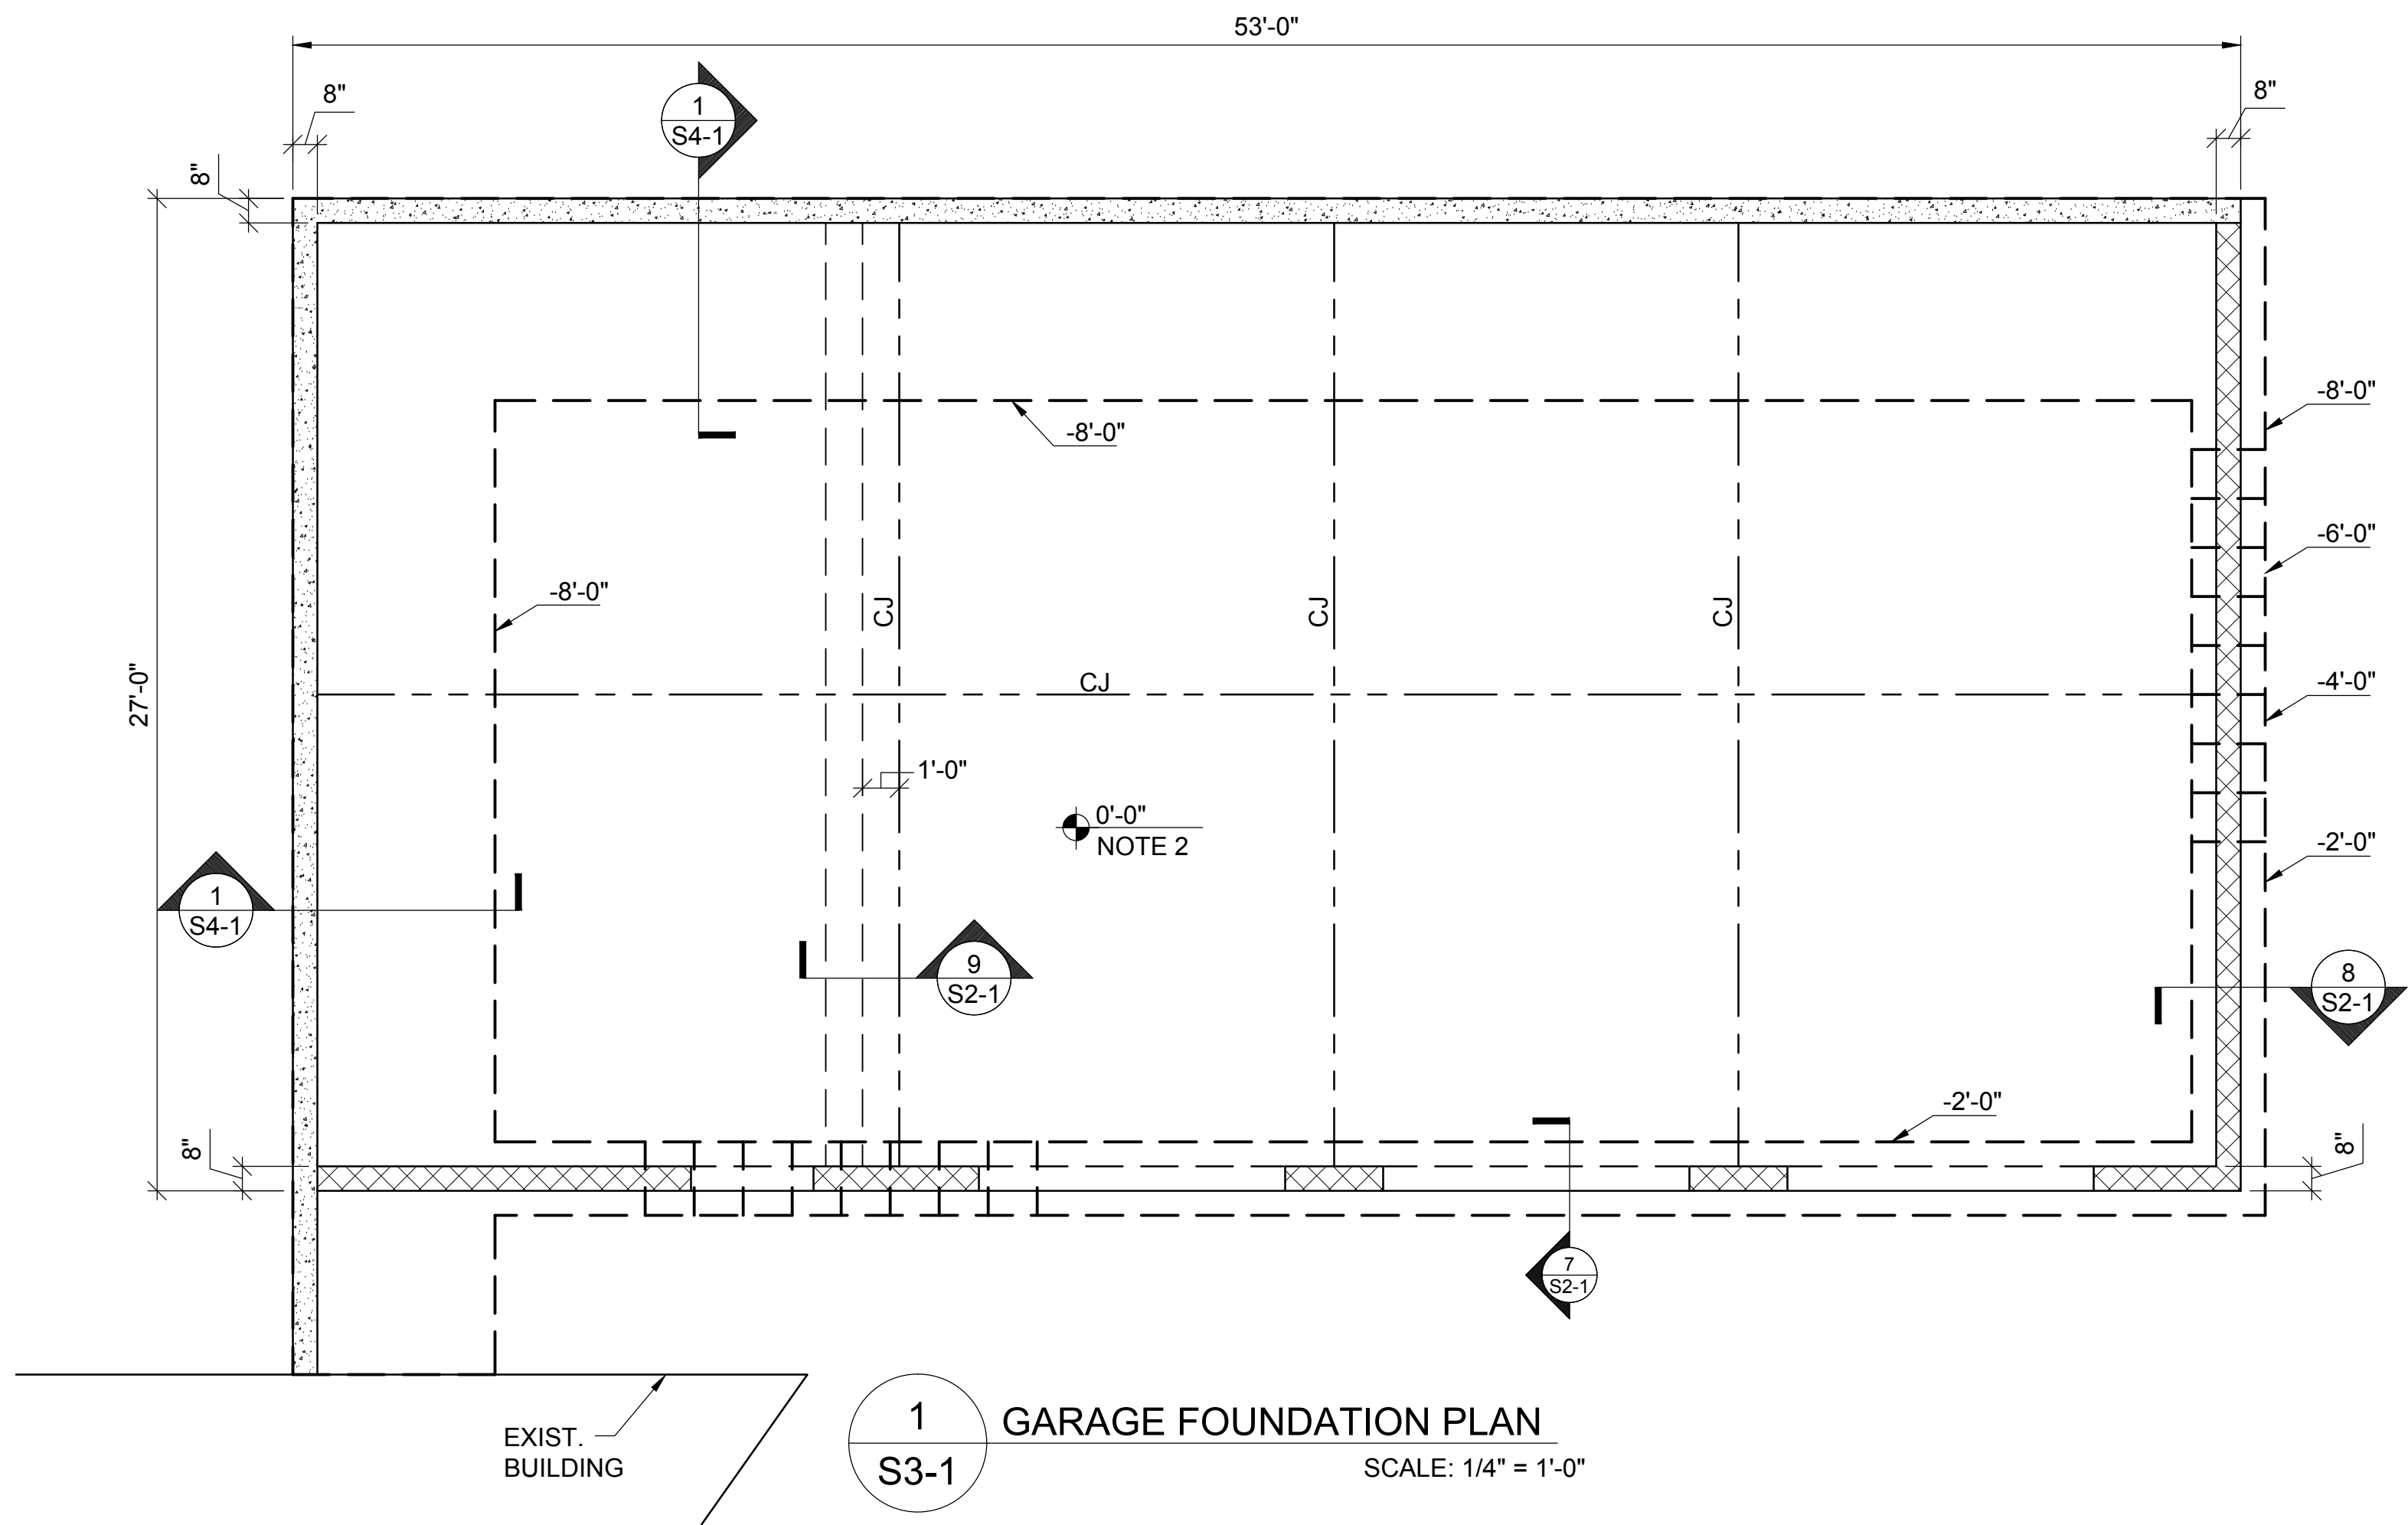 53'-0"
8"
8"
1
S4-1
8"
-8'-0"
-8'-0"
-6'-0"
-8'-0"
CJ
CJ
CJ
27'-0"
CJ
-4'-0"
1'-0"
0'-0"
NOTE 2
-2'-0"
1
S4-1
9
S2-1
8
S2-1
-2'-0"
8"
8"
7
S2-1
1
S3-1
GARAGE FOUNDATION PLAN
SCALE: 1/4" = 1'-0"
EXIST.
BUILDING